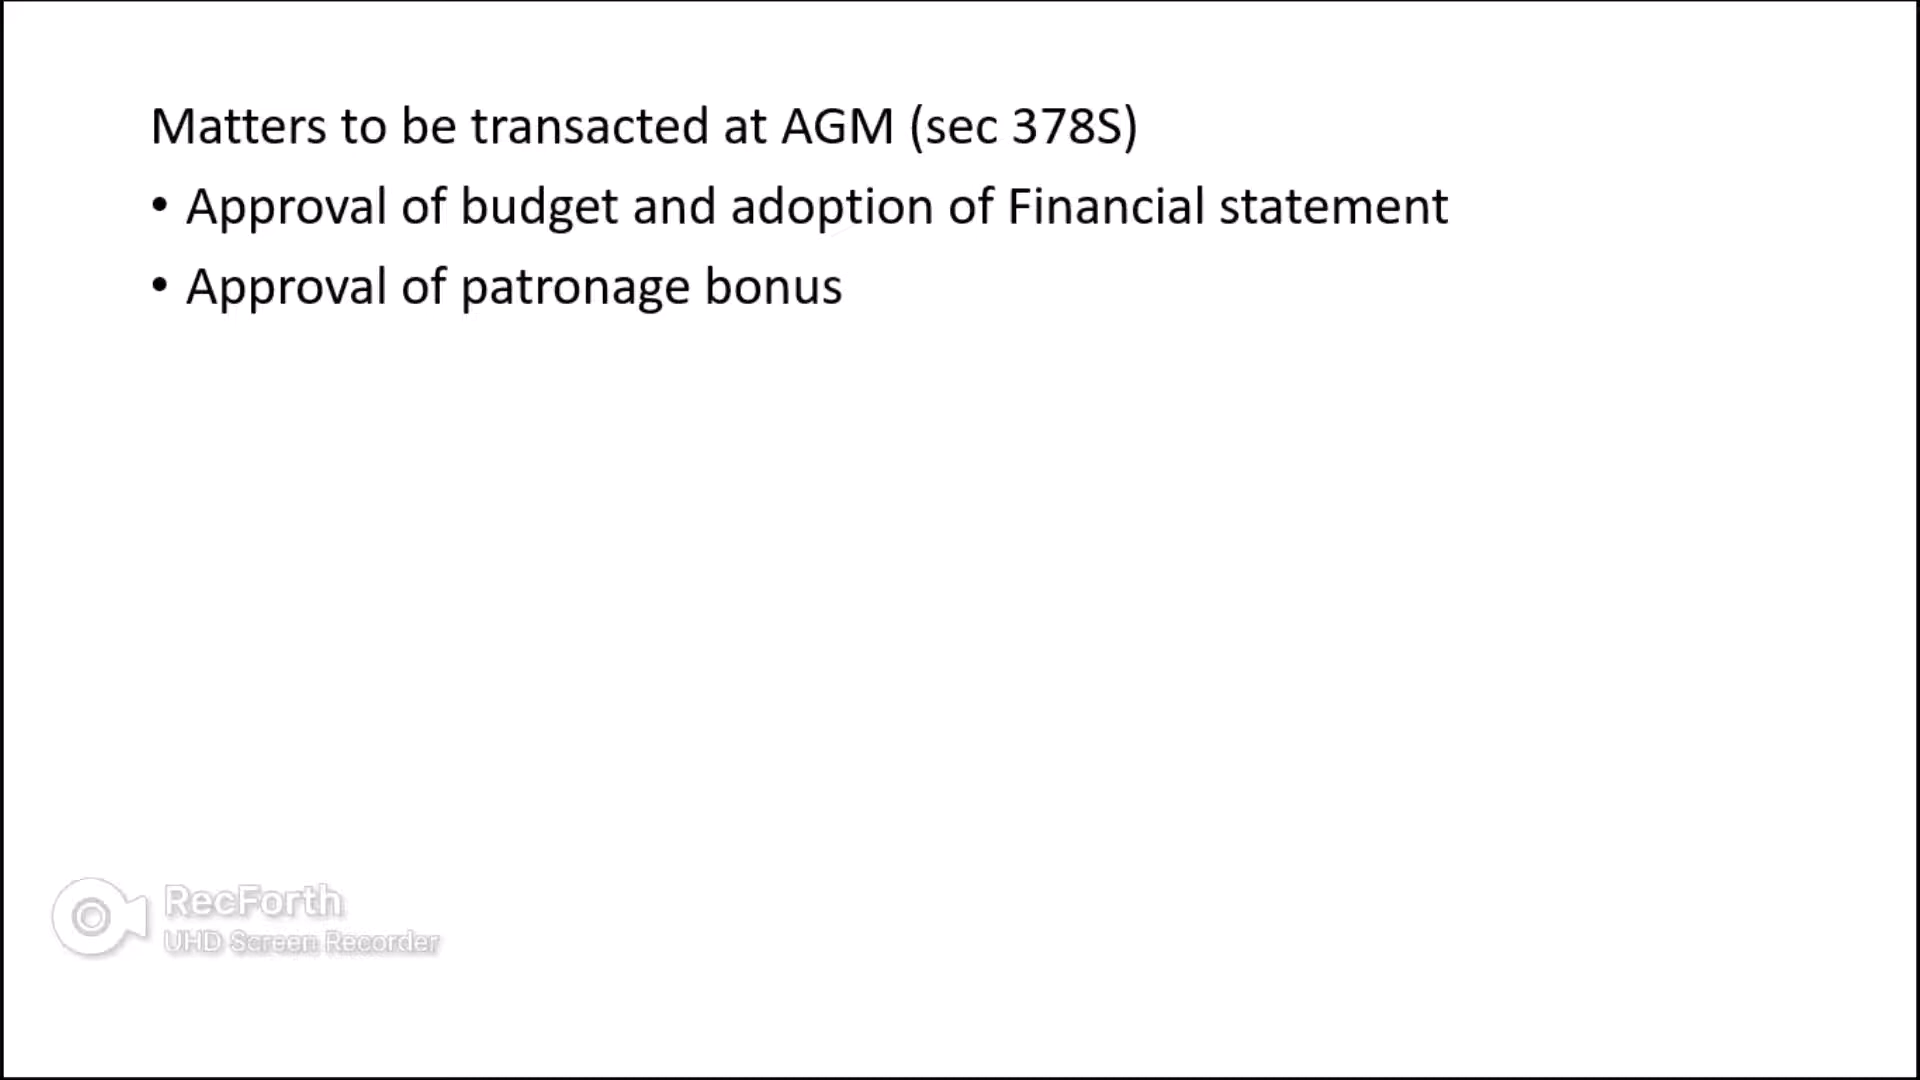 Matters to be transacted at AGM (sec 378S)
• Approval of budget and adoption of Financial statement
• Approval of patronage bonus
RecForth
UHD Screen Recorder